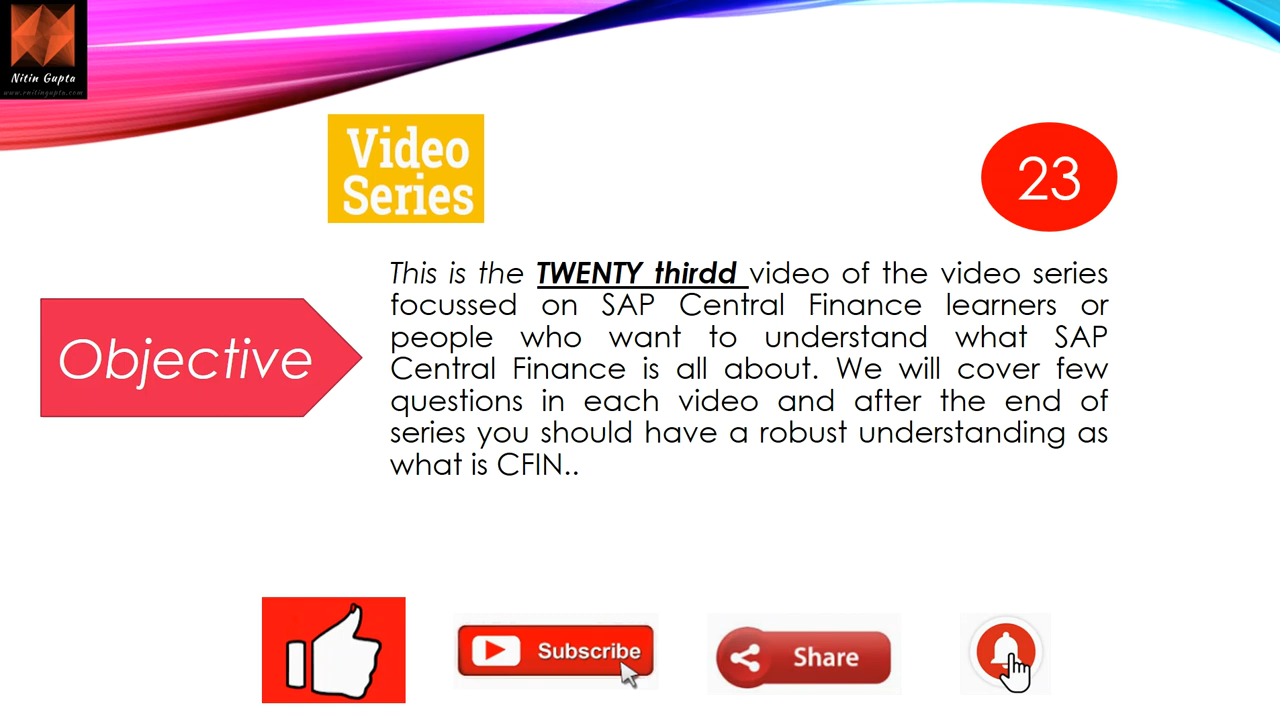 Nitin Gupta
www.enitingupta.com
Video
Series
23
This is the TWENTY thirdd video of the video series
focussed on SAP Central Finance learners or
people who want to understand what SAP
Central Finance is all about. We will cover few
questions in each video and after the end of
series you should have a robust understanding as
what is CFIN..
Objective
Subscribe
Share